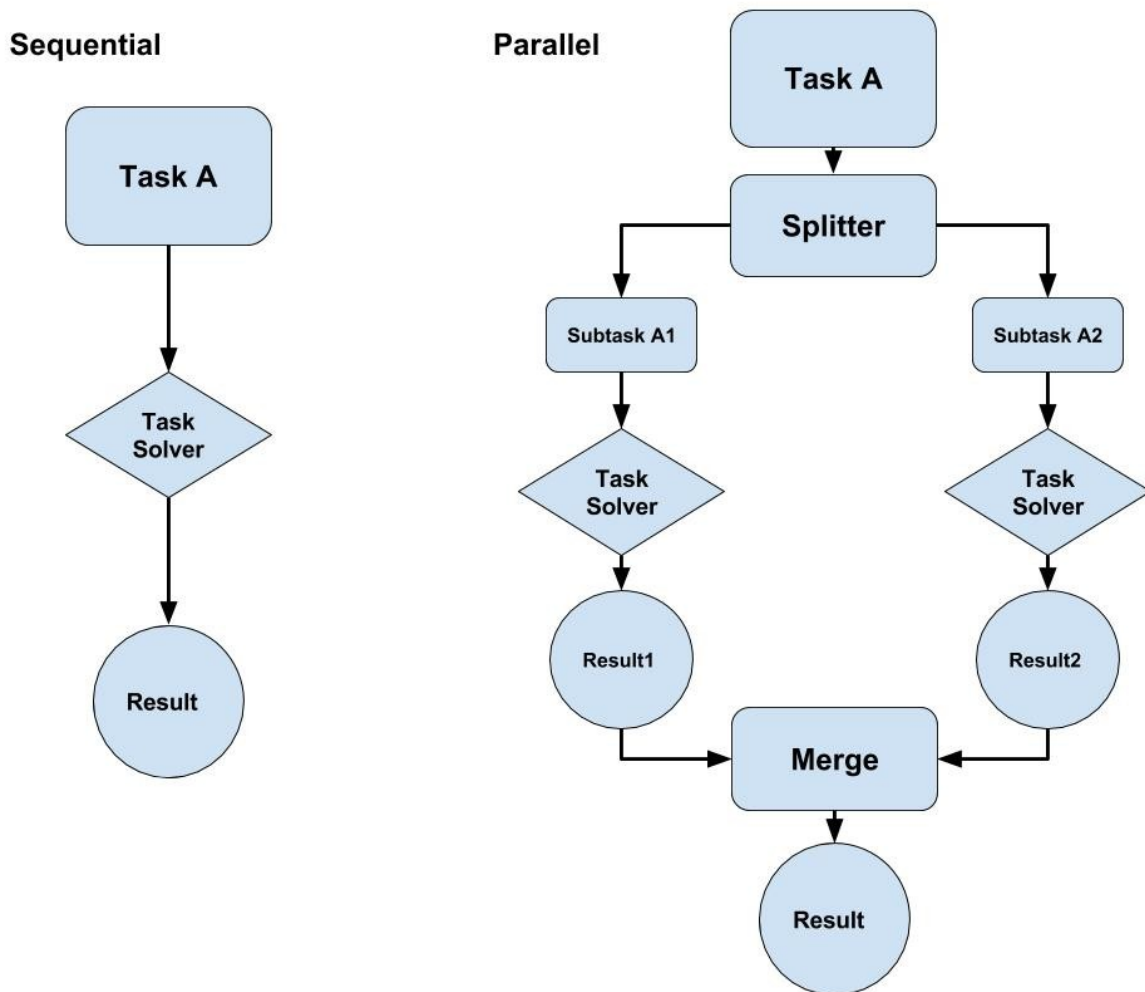 Sequential
Task A
Task
Solver
Result
Parallel
Task A
Splitter
Subtask A1
Subtask A2
Task
Solver
Task
Solver
Result1
Result2
Merge
Result